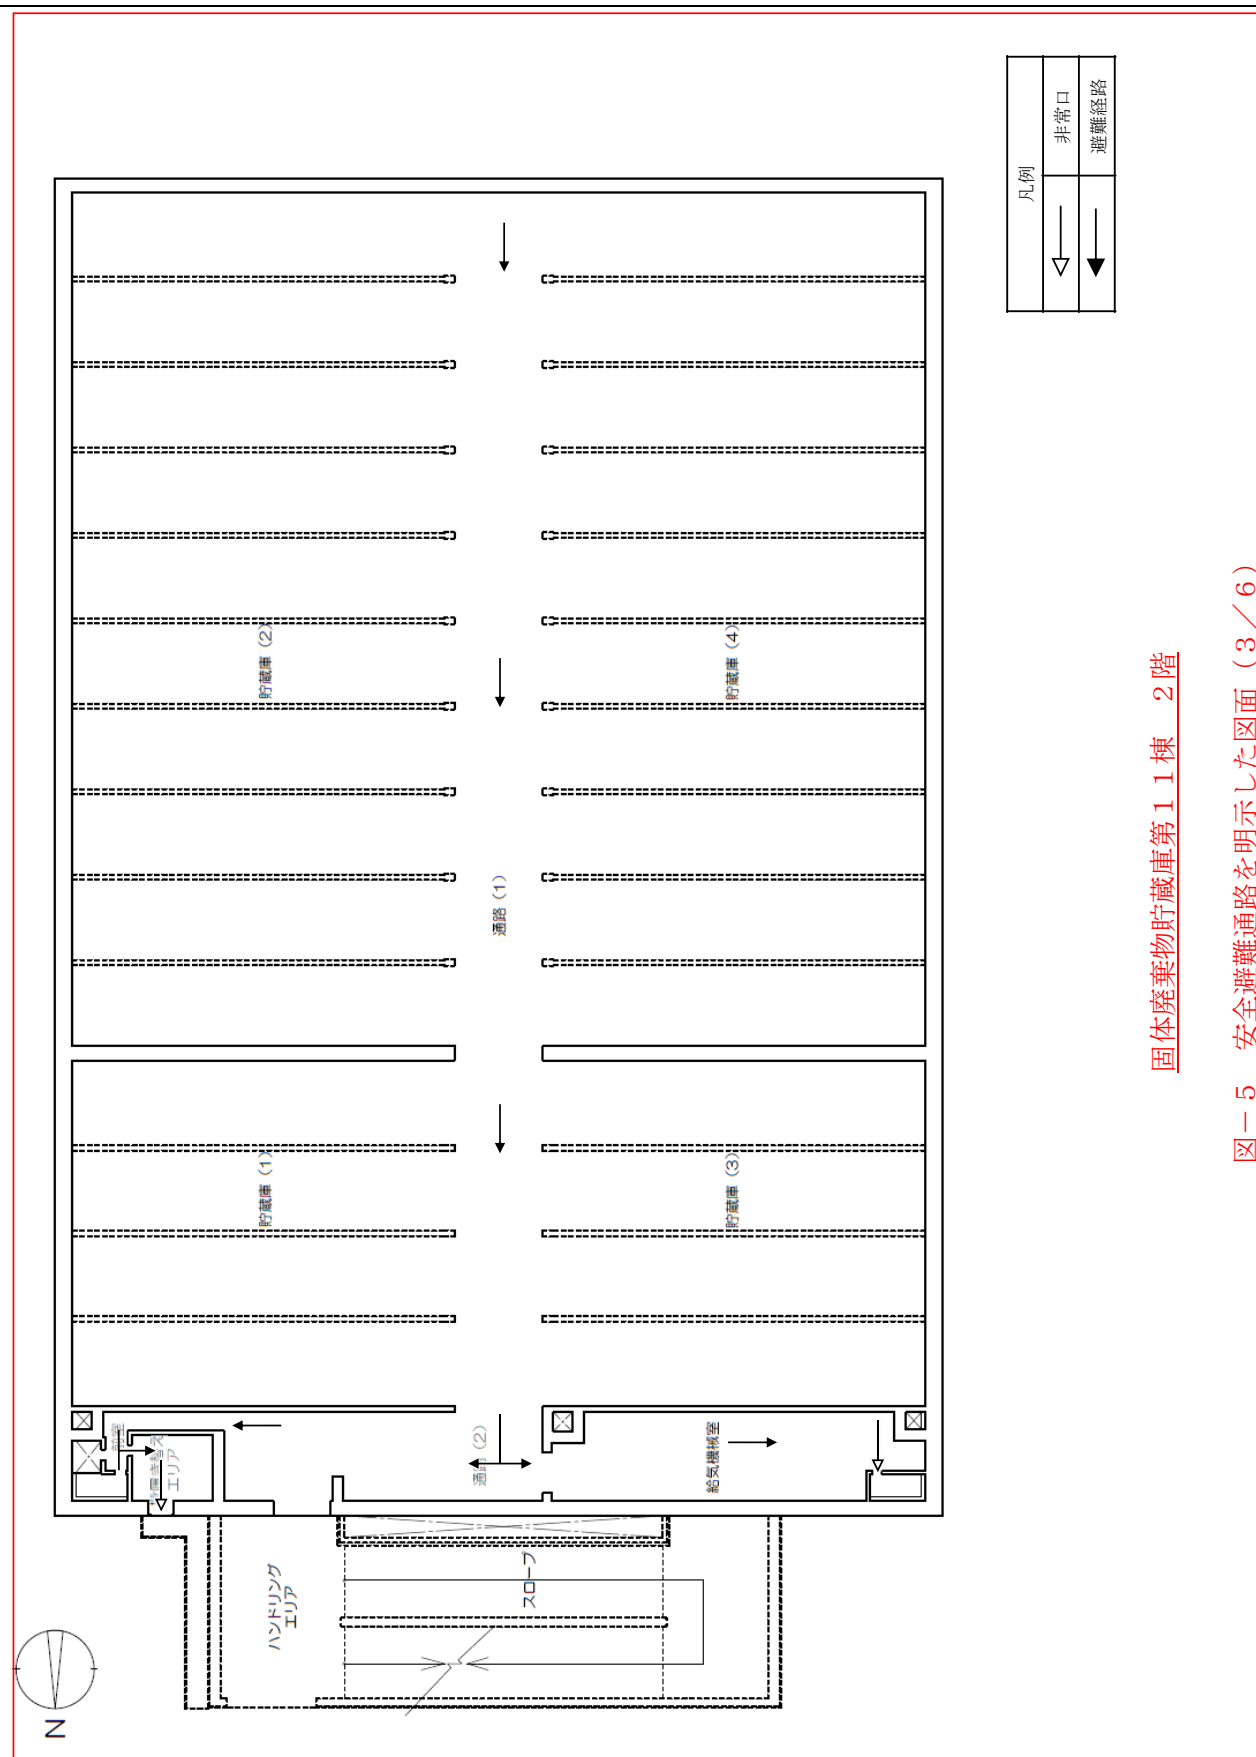 凡例
非常口
避難経路
貯蔵庫(2)
貯蔵庫(4)
通路(1)
貯蔵庫(1)
貯蔵庫(3)
前室
エリア
通路(2)
給気機械室
ハンドリング
エリア
スロープ
N
固体廃棄物貯蔵庫第11棟　2階
図－5　安全避難通路を明示した図面(3／6)